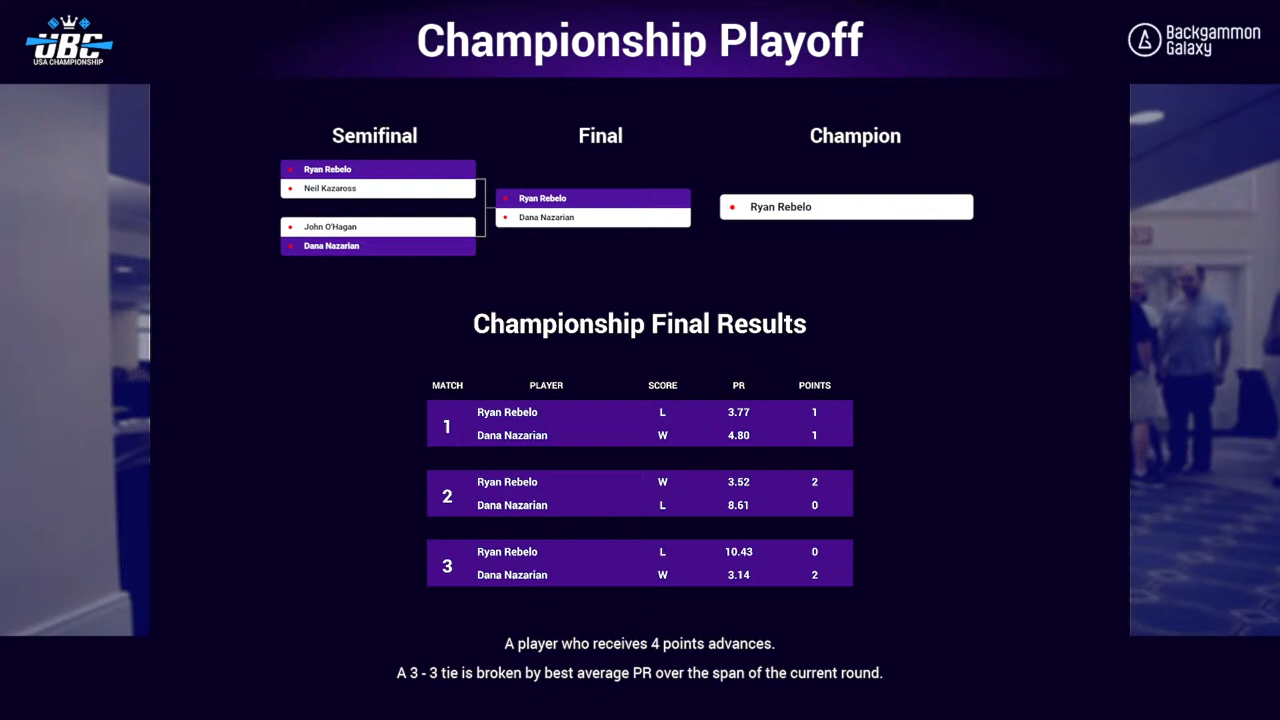 UBC
USA CHAMPIONSHIP
Championship Playoff
Backgammon
Galaxy
Semifinal
Final
Champion
Ryan Rebelo
Neil Kazaross
John O'Hagan
Dana Nazarian
Ryan Rebelo
Dana Nazarian
Ryan Rebelo
Championship Final Results
MATCH PLAYER SCORE PR POINTS
1
Ryan Rebelo L 3.77 1
Dana Nazarian W 4.80 1
2
Ryan Rebelo W 3.52 2
Dana Nazarian L 8.61 0
3
Ryan Rebelo L 10.43 0
Dana Nazarian W 3.14 2
A player who receives 4 points advances.
A 3 - 3 tie is broken by best average PR over the span of the current round.